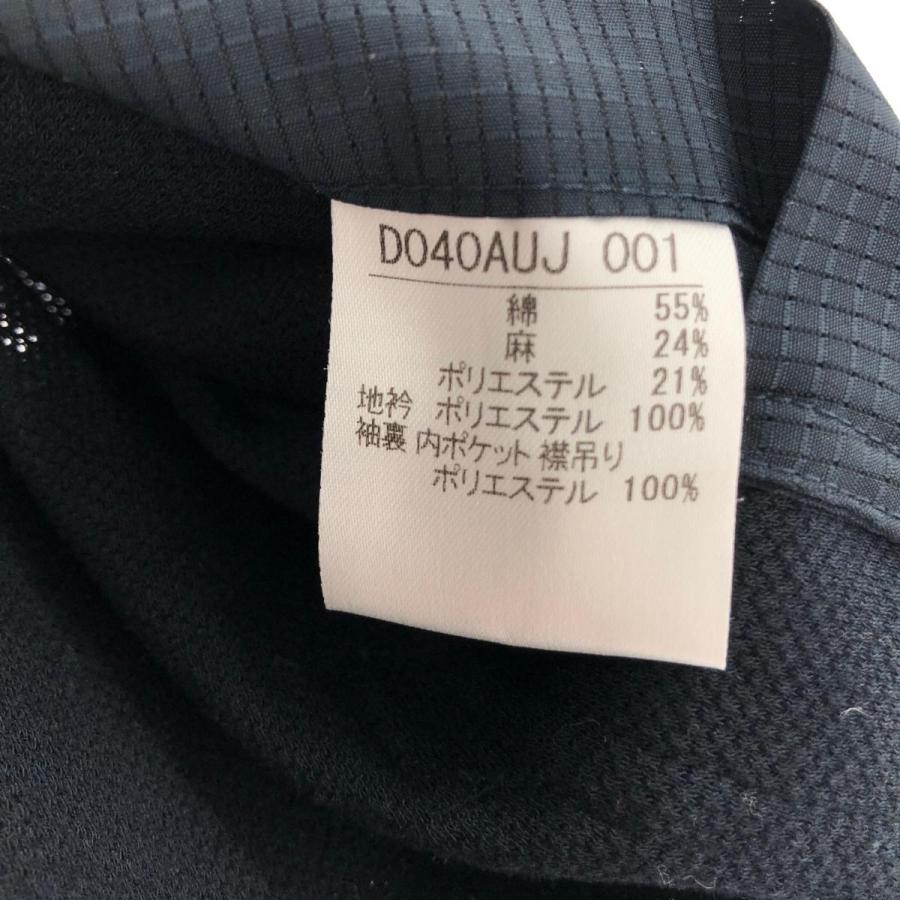 D040AUJ 001
綿 55%
麻 24%
ポリエステル 21%
地衿 ポリエステル 100%
袖裏 内ポケット 襟吊り
ポリエステル 100%